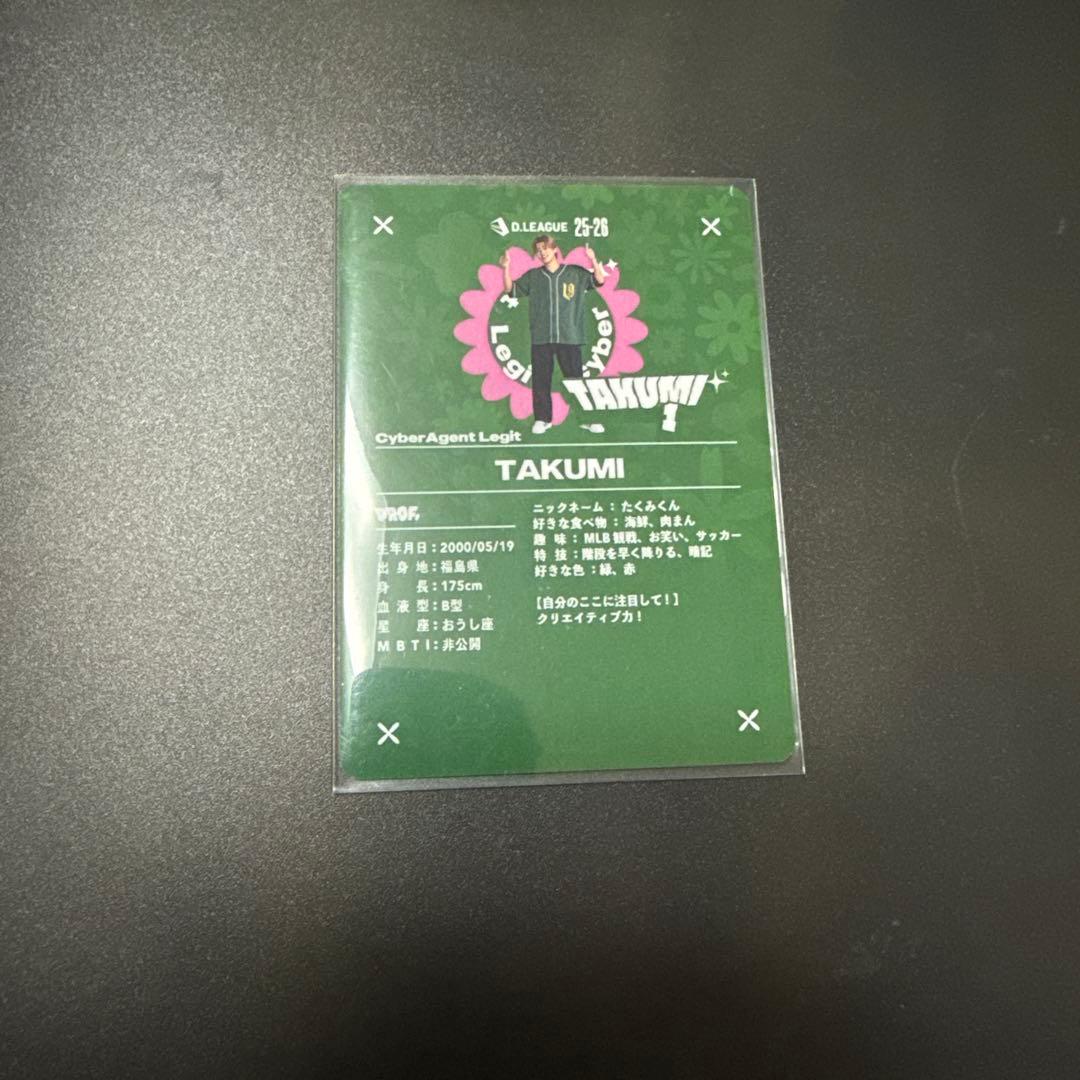 D.LEAGUE 25-26
Legit
Cyber
TAKUMI
1
CyberAgent Legit
TAKUMI
PROF.
生年月日：2000/05/19
出身地：福島県
身長：175cm
血液型：B型
星座：おうし座
MBTI：非公開
ニックネーム：たくみくん
好きな食べ物：海鮮、肉まん
趣味：MLB観戦、お笑い、サッカー
特技：階段を早く降りる、暗記
好きな色：緑、赤
【自分のここに注目して！】
クリエイティブ力！